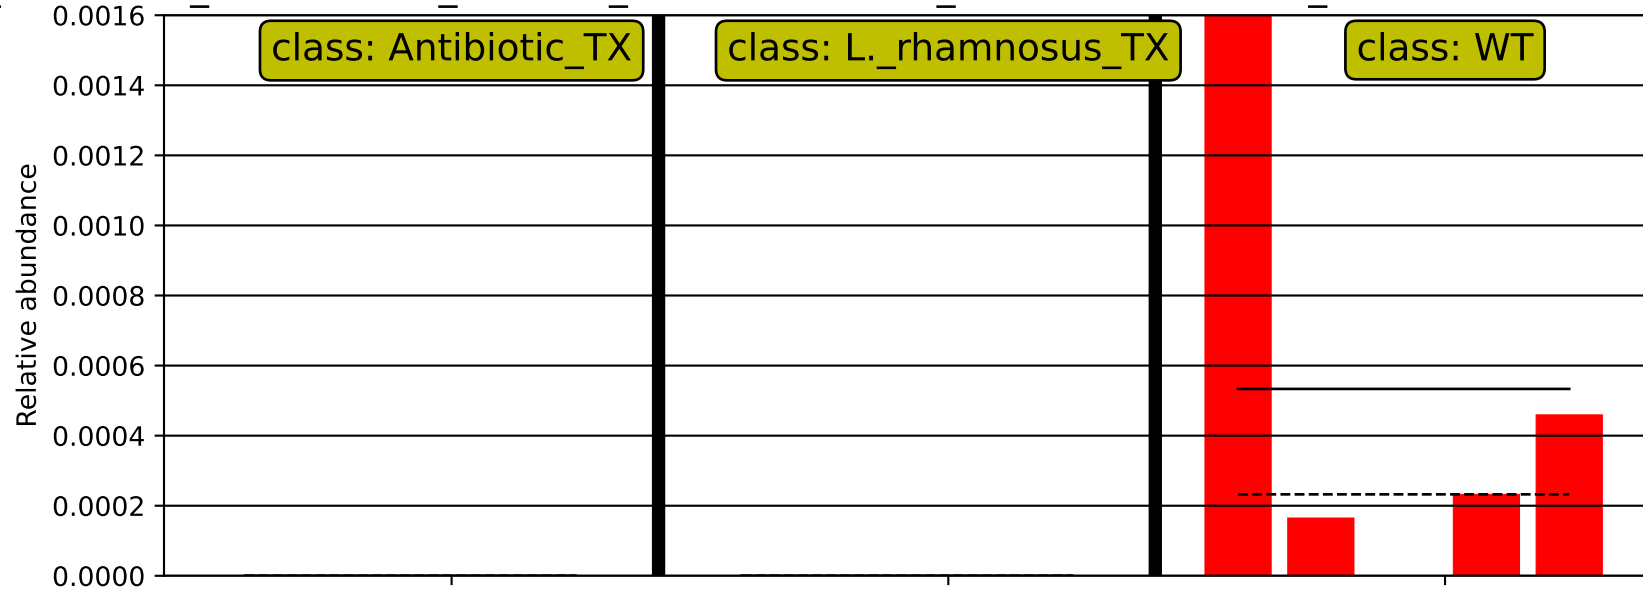 0.0016
class: Antibiotic_TX
class: L._rhamnosus_TX
class: WT
0.0014
0.0012
0.0010
0.0008
0.0006
0.0004
0.0002
0.0000
Relative abundance